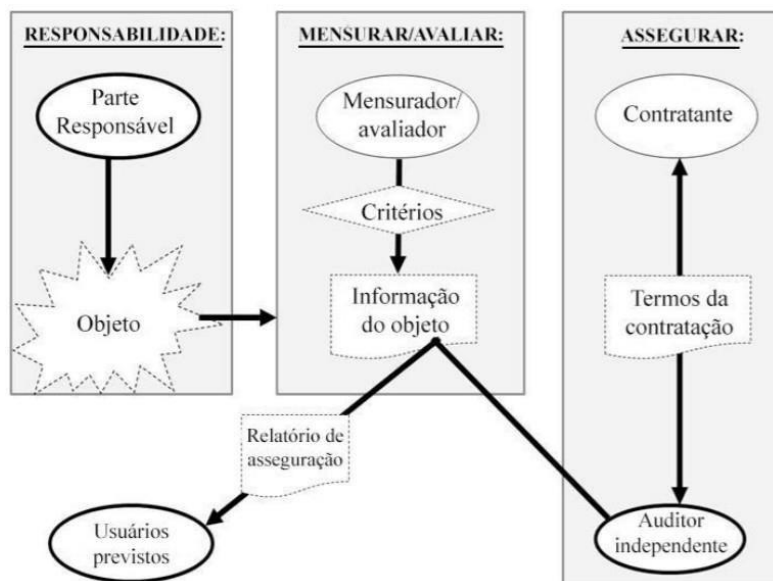 RESPONSABILIDADE:
Parte
Responsável
Objeto
MENSURAR/AVALIAR:
Mensurador/
avaliador
Critérios
Informação
do objeto
ASSEGURAR:
Contratante
Termos da
contratação
Relatório de
asseguração
Usuários
previstos
Auditor
independente